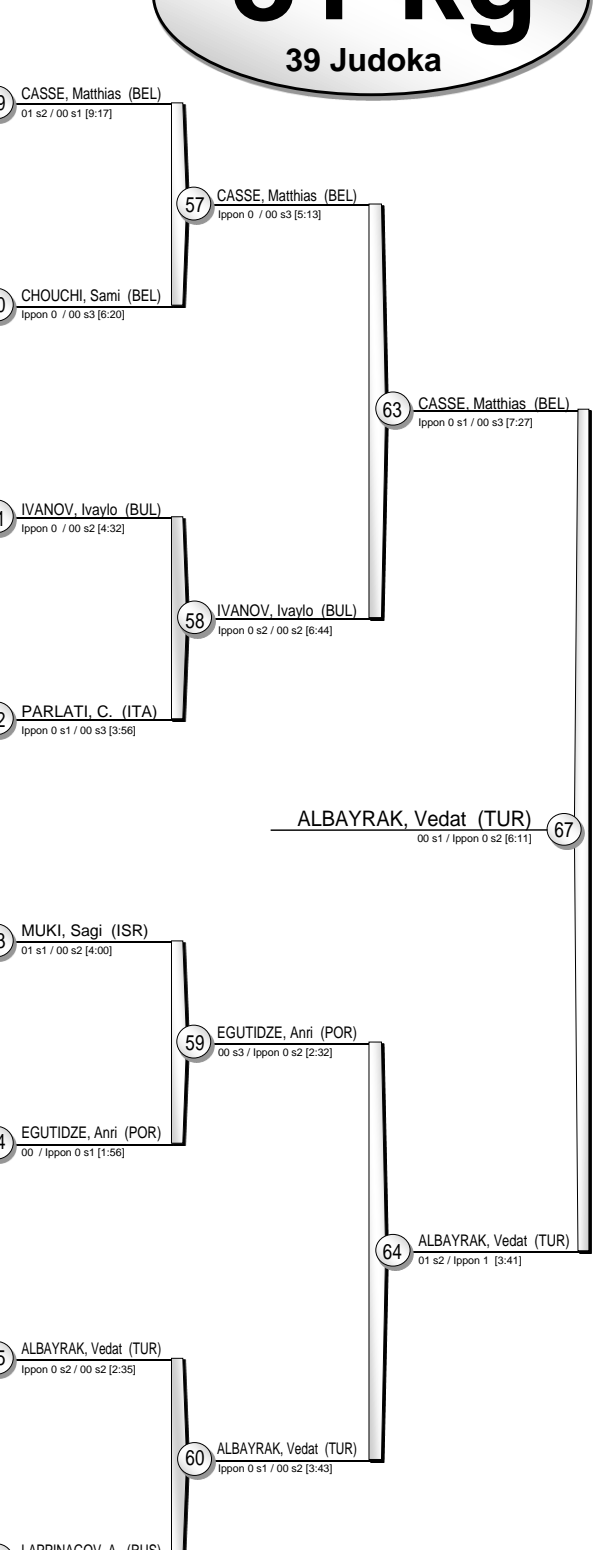 39 Judoka
CASSE, Matthias (BEL)
01 s2 / 00 s1 [9:17]
57
CASSE, Matthias (BEL)
Ippon 0 / 00 s3 [5:13]
CHOUCHI, Sami (BEL)
Ippon 0 / 00 s3 [6:20]
63
CASSE, Matthias (BEL)
Ippon 0 s1 / 00 s3 [7:27]
IVANOV, Ivaylo (BUL)
Ippon 0 / 00 s2 [4:32]
58
IVANOV, Ivaylo (BUL)
Ippon 0 s2 / 00 s2 [6:44]
PARLATI, C. (ITA)
Ippon 0 s1 / 00 s3 [3:56]
ALBAYRAK, Vedat (TUR)
67
00 s1 / Ippon 0 s2 [6:11]
MUKI, Sagi (ISR)
01 s1 / 00 s2 [4:00]
59
EGUTIDZE, Anri (POR)
00 s3 / Ippon 0 s2 [2:32]
EGUTIDZE, Anri (POR)
00 / Ippon 0 s1 [1:56]
64
ALBAYRAK, Vedat (TUR)
01 s2 / Ippon 1 [3:41]
ALBAYRAK, Vedat (TUR)
Ippon 0 s2 / 00 s2 [2:35]
60
ALBAYRAK, Vedat (TUR)
Ippon 0 s1 / 00 s2 [3:43]